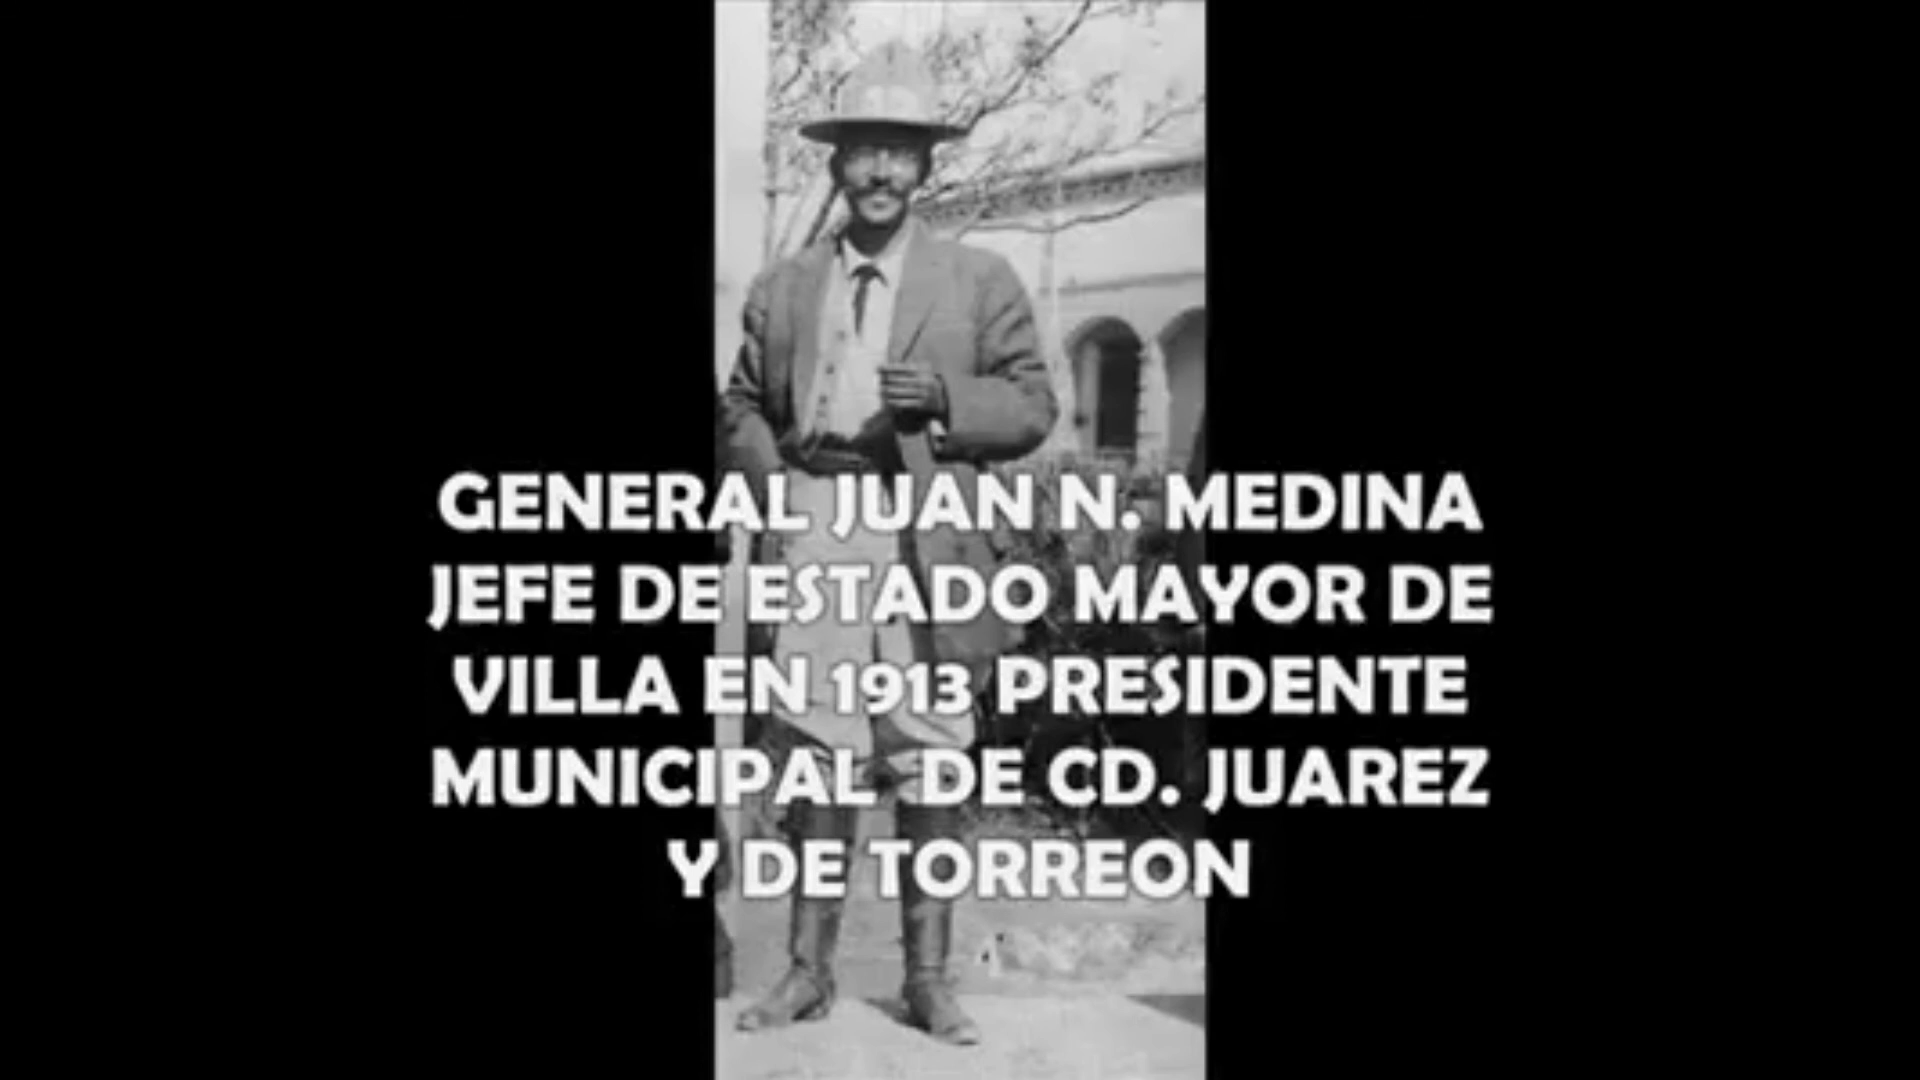 GENERAL JUAN N. MEDINA
JEFE DE ESTADO MAYOR DE
VILLA EN 1913 PRESIDENTE
MUNICIPAL DE CD. JUAREZ
Y DE TORREON